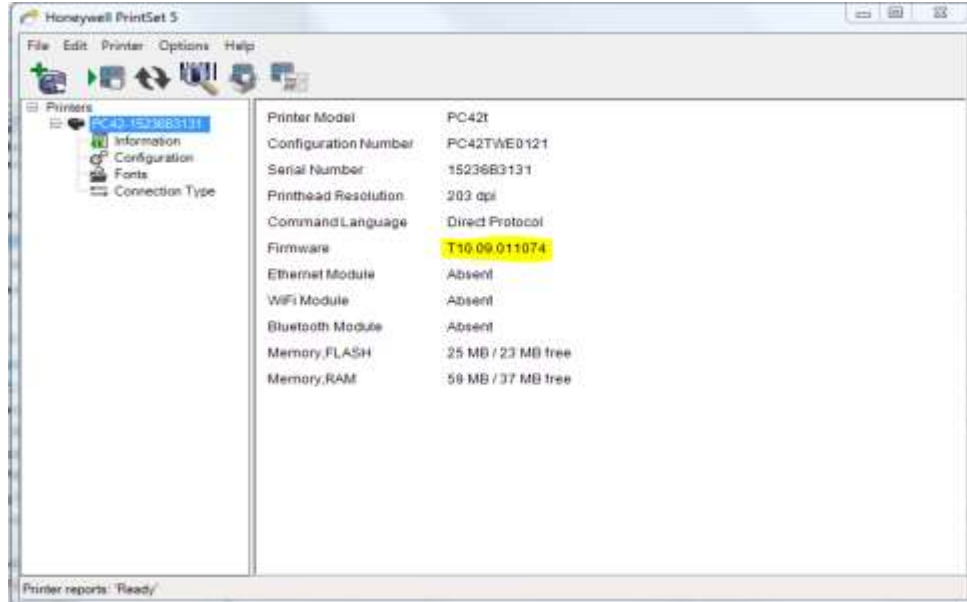 Honeywell PrintSet 5
File Edit Printer Options Help
Printers
PC42-15236B3131
Information
Configuration
Fonts
Connection Type
Printer Model PC42t
Configuration Number PC42TWE0121
Serial Number 15236B3131
Printhead Resolution 203 dpi
Command Language Direct Protocol
Firmware T10.09.011074
Ethernet Module Absent
WiFi Module Absent
Bluetooth Module Absent
Memory,FLASH 25 MB / 23 MB free
Memory,RAM 59 MB / 37 MB free
Printer reports: 'Ready'